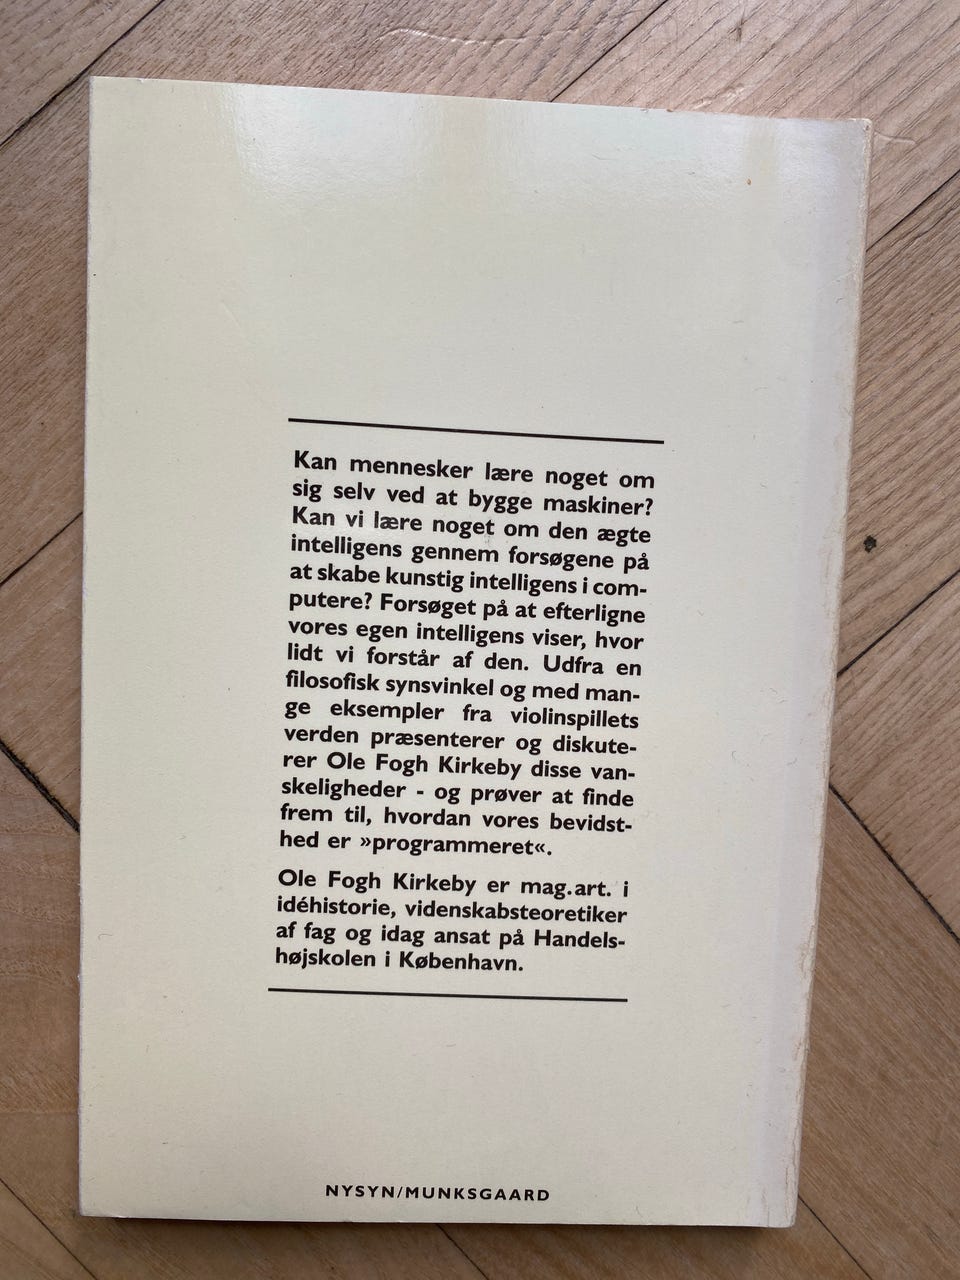 Kan mennesker lære noget om
sig selv ved at bygge maskiner?
Kan vi lære noget om den ægte
intelligens gennem forsøgene på
at skabe kunstig intelligens i com-
putere? Forsøget på at efterligne
vores egen intelligens viser, hvor
lidt vi forstår af den. Udfra en
filosofisk synsvinkel og med man-
ge eksempler fra violinspillets
verden præsenterer og diskute-
rer Ole Fogh Kirkeby disse van-
skeligheder - og prøver at finde
frem til, hvordan vores bevidst-
hed er »programmeret«.
Ole Fogh Kirkeby er mag.art. i
idéhistorie, videnskabsteoretiker
af fag og idag ansat på Handels-
højskolen i København.
NYSYN/MUNKSGAARD